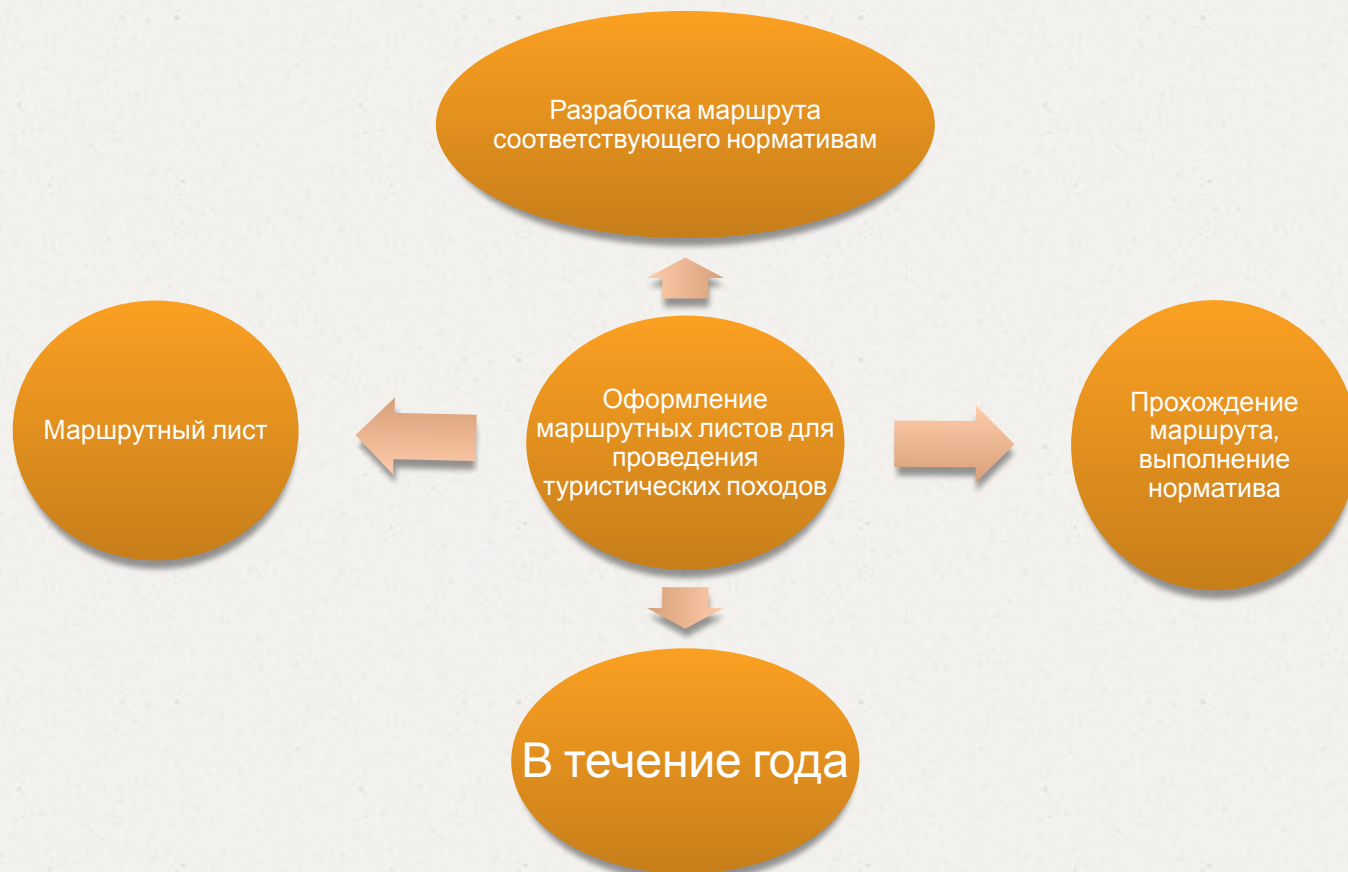 Разработка маршрута
соответствующего нормативам
Маршрутный лист
Оформление
маршрутных листов для
проведения
туристических походов
Прохождение
маршрута,
выполнение
норматива
В течение года